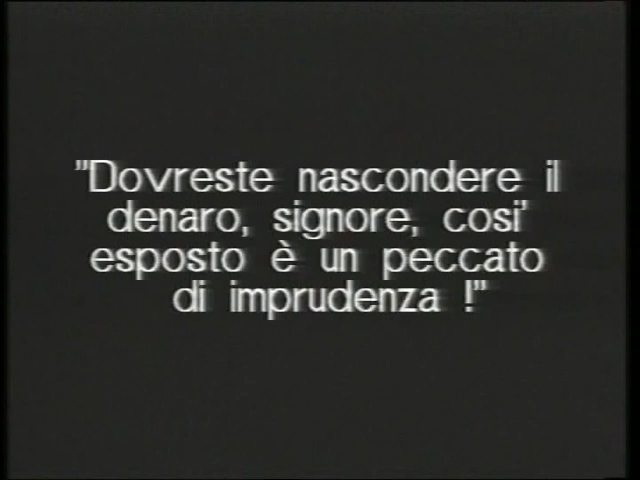 "Dovreste nascondere il
denaro, signore, cosi'
esposto è un peccato
di imprudenza !"